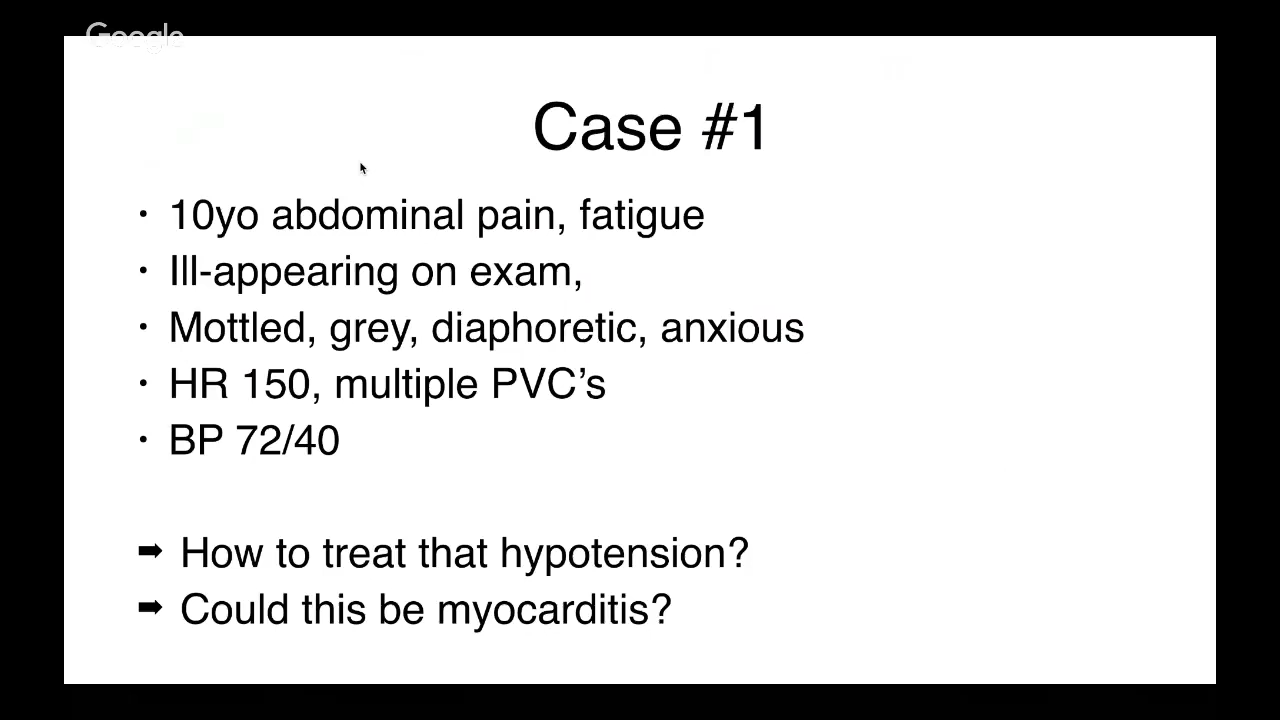 Google
Case #1
• 10yo abdominal pain, fatigue
• Ill-appearing on exam,
• Mottled, grey, diaphoretic, anxious
• HR 150, multiple PVC’s
• BP 72/40
➡ How to treat that hypotension?
➡ Could this be myocarditis?